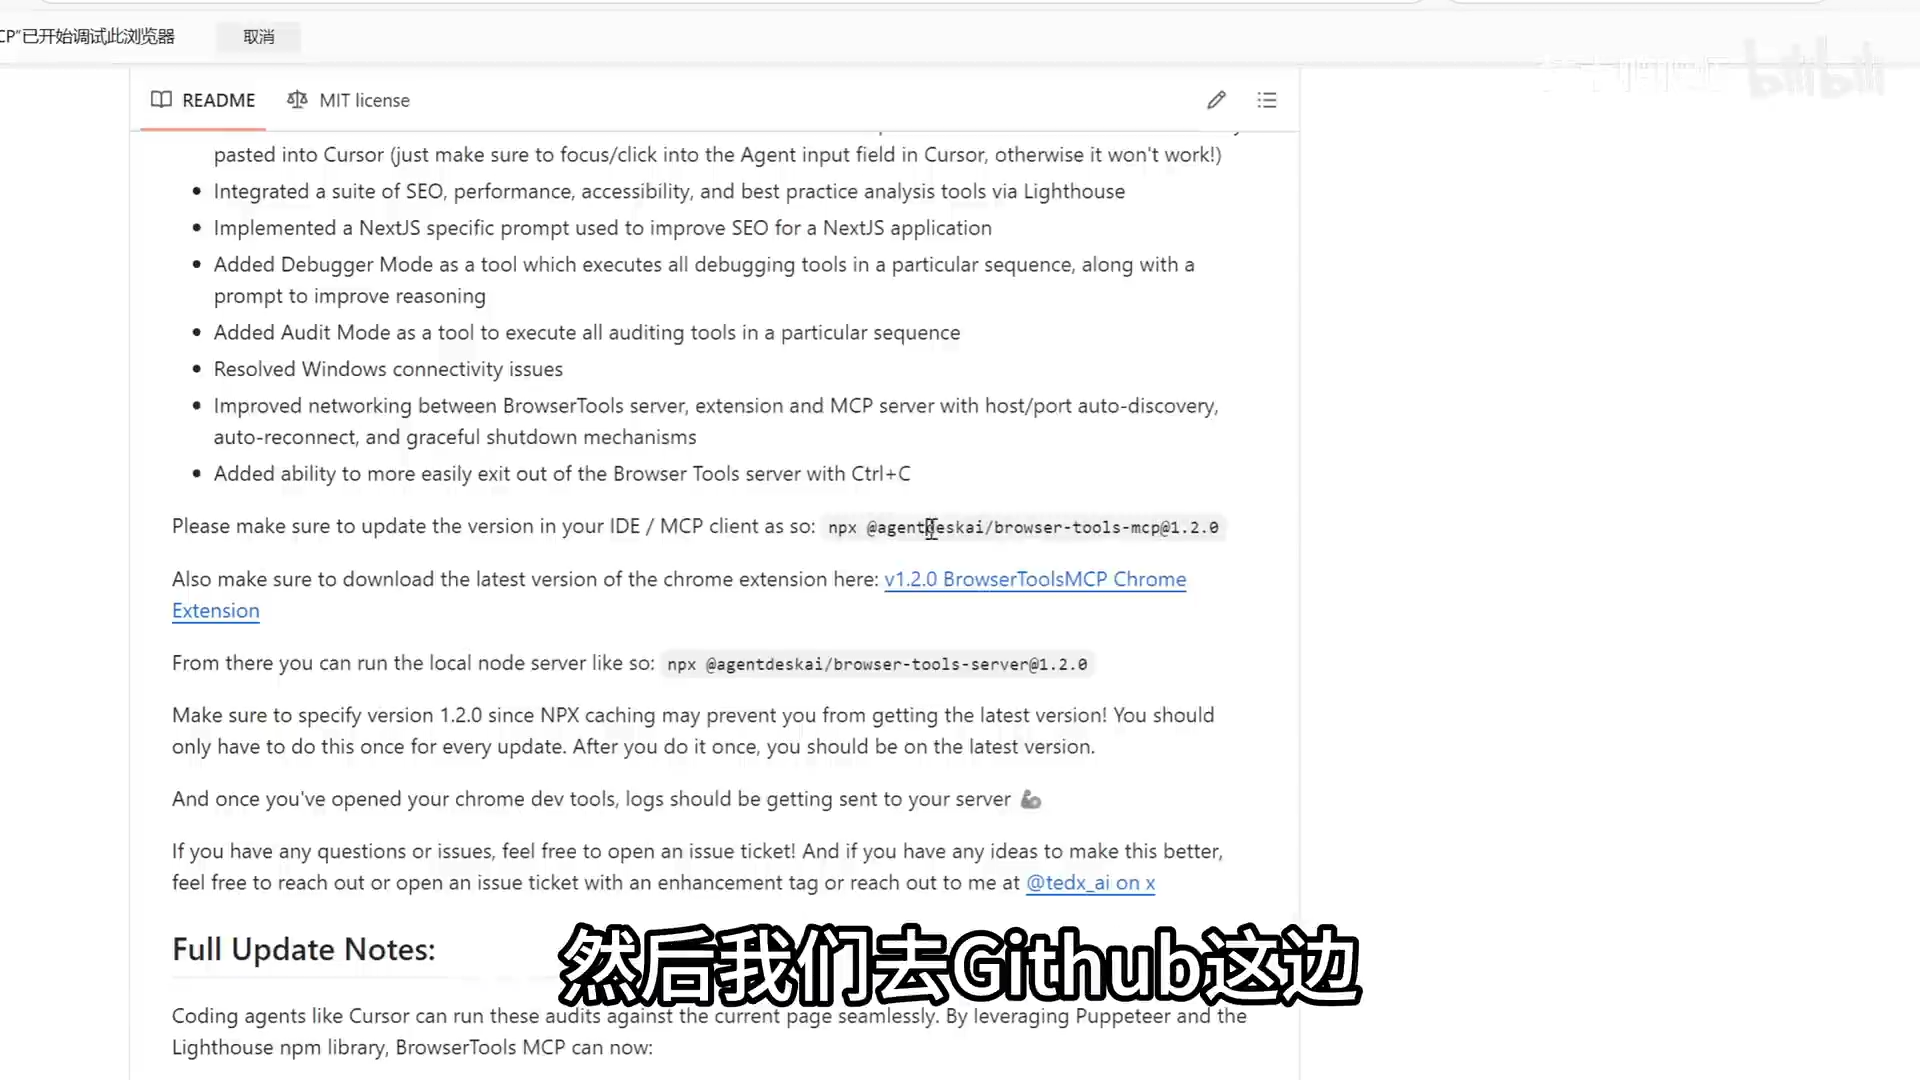 CP"已开始调试此浏览器
取消
bilibili
README
MIT license
pasted into Cursor (just make sure to focus/click into the Agent input field in Cursor, otherwise it won't work!)
• Integrated a suite of SEO, performance, accessibility, and best practice analysis tools via Lighthouse
• Implemented a NextJS specific prompt used to improve SEO for a NextJS application
• Added Debugger Mode as a tool which executes all debugging tools in a particular sequence, along with a
prompt to improve reasoning
• Added Audit Mode as a tool to execute all auditing tools in a particular sequence
• Resolved Windows connectivity issues
• Improved networking between BrowserTools server, extension and MCP server with host/port auto-discovery,
auto-reconnect, and graceful shutdown mechanisms
• Added ability to more easily exit out of the Browser Tools server with Ctrl+C
Please make sure to update the version in your IDE / MCP client as so: npx @agentdeskai/browser-tools-mcp@1.2.0
Also make sure to download the latest version of the chrome extension here: v1.2.0 BrowserToolsMCP Chrome
Extension
From there you can run the local node server like so: npx @agentdeskai/browser-tools-server@1.2.0
Make sure to specify version 1.2.0 since NPX caching may prevent you from getting the latest version! You should
only have to do this once for every update. After you do it once, you should be on the latest version.
And once you've opened your chrome dev tools, logs should be getting sent to your server 🦾
If you have any questions or issues, feel free to open an issue ticket! And if you have any ideas to make this better,
feel free to reach out or open an issue ticket with an enhancement tag or reach out to me at @tedx_ai on x
Full Update Notes:
然后我们去Github这边
Coding agents like Cursor can run these audits against the current page seamlessly. By leveraging Puppeteer and the
Lighthouse npm library, BrowserTools MCP can now: